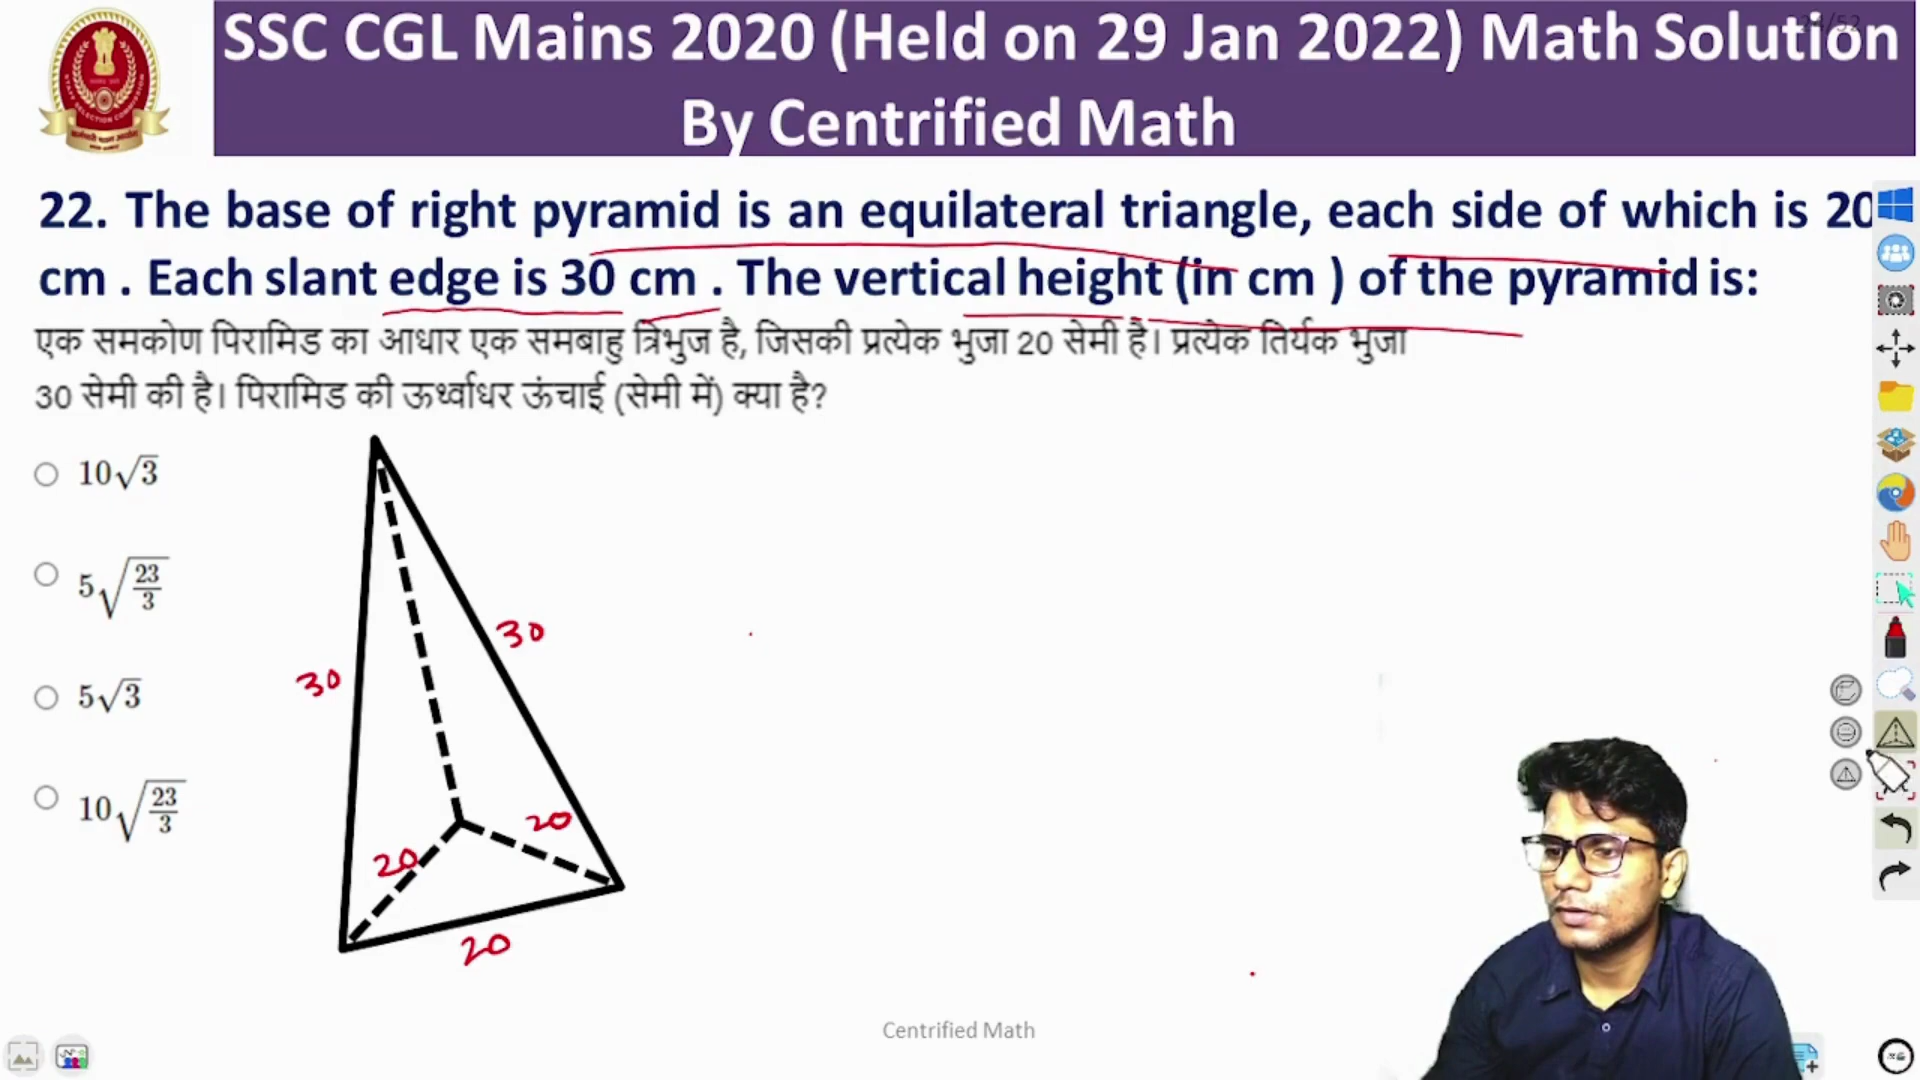 SSC CGL Mains 2020 (Held on 29 Jan 2022) Math Solution
By Centrified Math
22. The base of right pyramid is an equilateral triangle, each side of which is 20
cm . Each slant edge is 30 cm . The vertical height (in cm ) of the pyramid is:
एक समकोण पिरामिड का आधार एक समबाहु त्रिभुज है, जिसकी प्रत्येक भुजा 20 सेमी है। प्रत्येक तिर्यक भुजा
30 सेमी की है। पिरामिड की ऊर्ध्वाधर ऊंचाई (सेमी में) क्या है?
10√3
5√(23/3)
5√3
10√(23/3)
30
30
20
20
20
Centrified Math